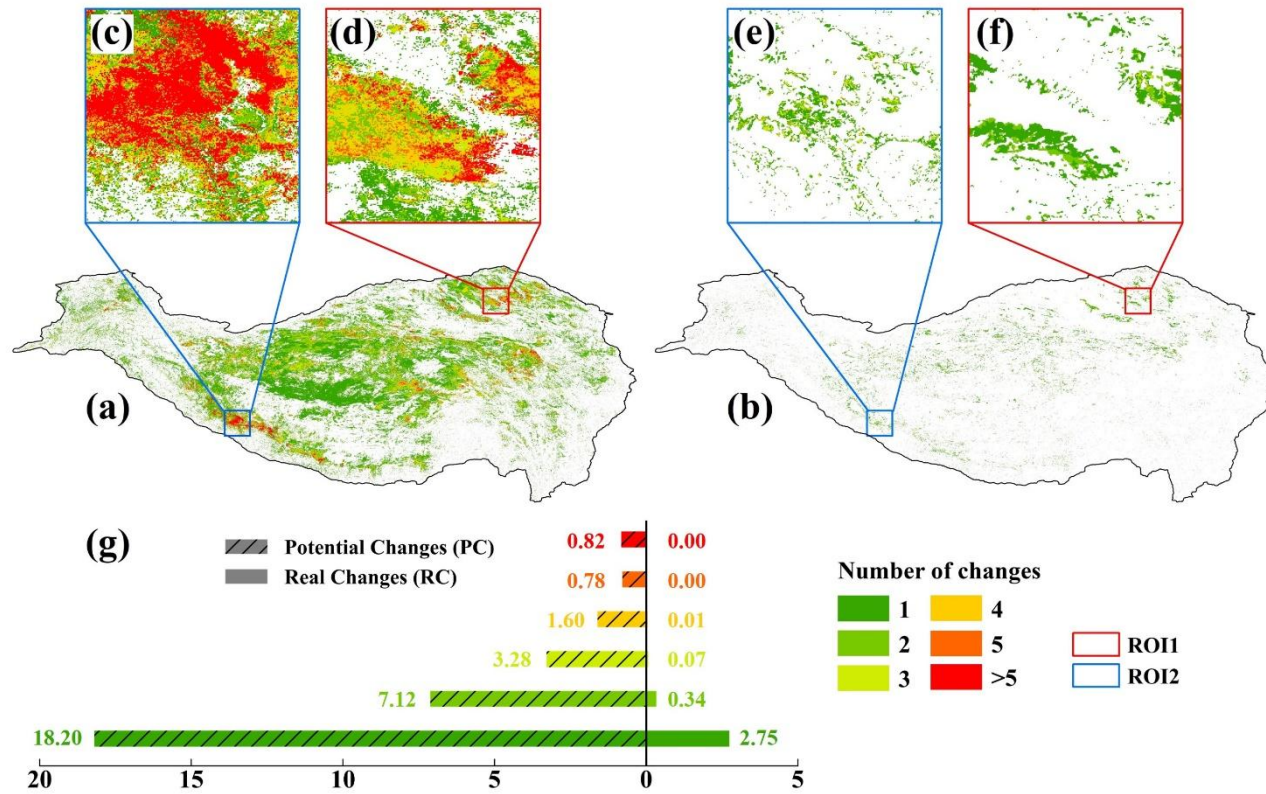 (c)
(d)
(e)
(f)
(a)
(b)
(g)
Potential Changes (PC)
Real Changes (RC)
0.82 0.00
0.78 0.00
1.60 0.01
3.28 0.07
7.12 0.34
18.20 2.75
20 15 10 5 0 5
Number of changes
1 4
2 5
3 >5
ROI1
ROI2